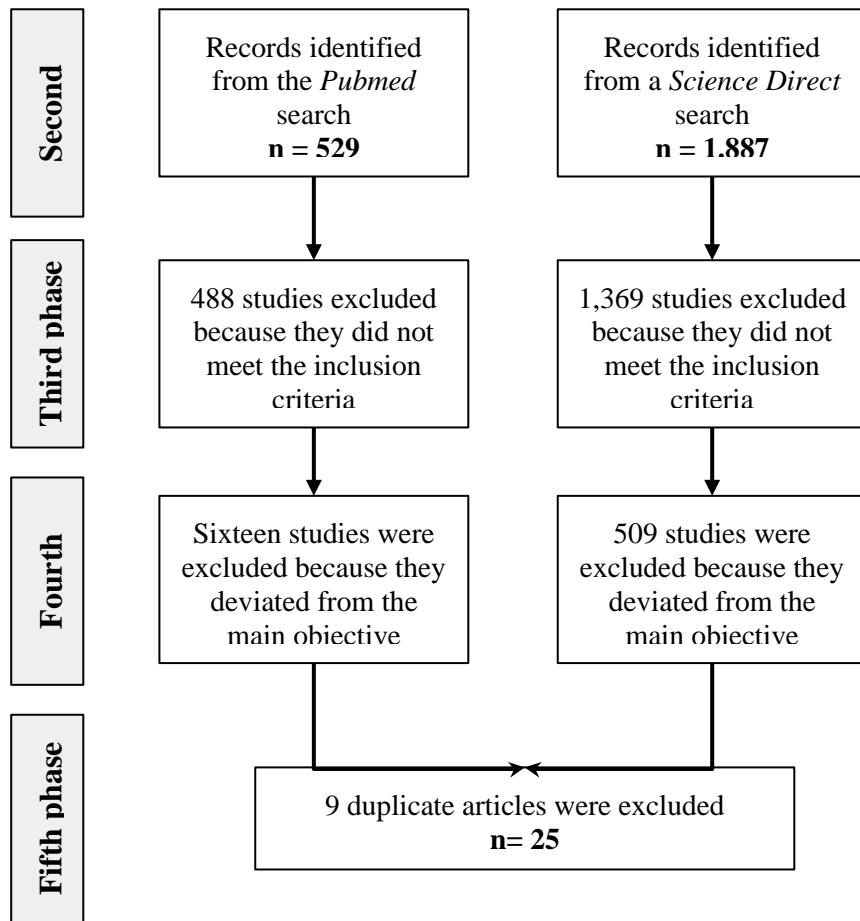 Second
Records identified
from the Pubmed
search
n = 529
Records identified
from a Science Direct
search
n = 1.887
Third phase
488 studies excluded
because they did not
meet the inclusion
criteria
1,369 studies excluded
because they did not
meet the inclusion
criteria
Fourth
Sixteen studies were
excluded because they
deviated from the
main objective
509 studies were
excluded because they
deviated from the
main objective
Fifth phase
9 duplicate articles were excluded
n= 25